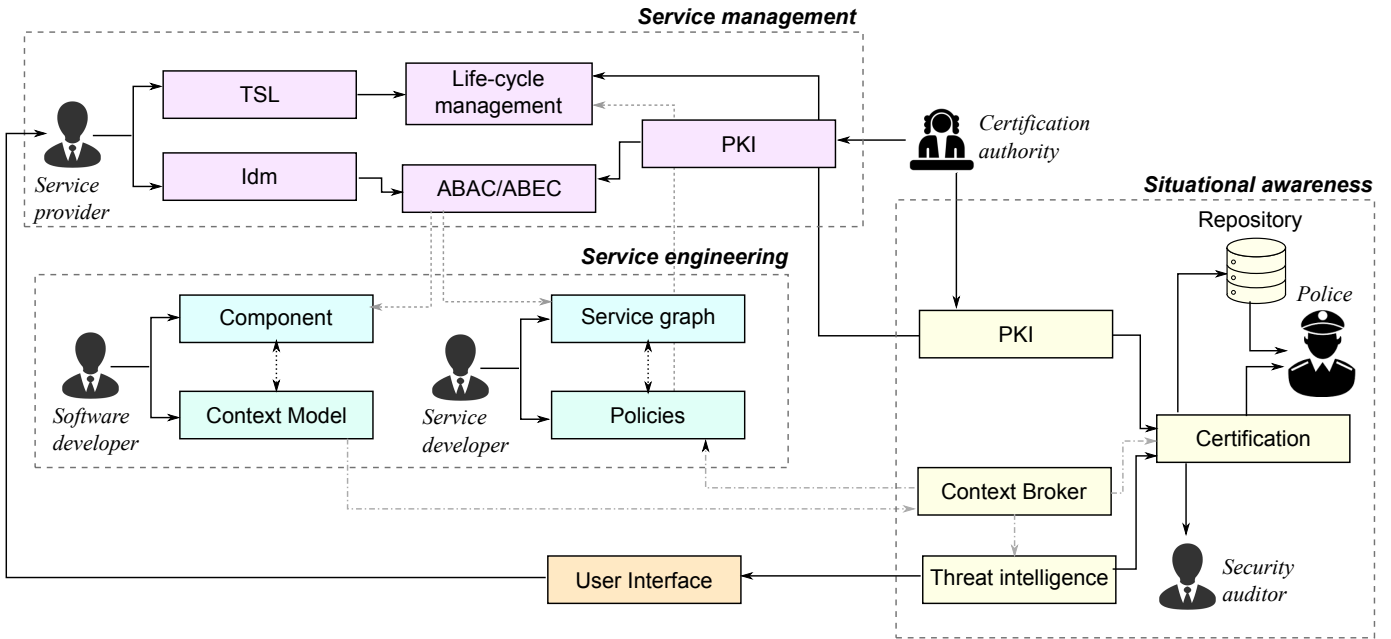 Service management
TSL
Life-cycle
management
PKI
Certification
authority
Service
provider
Idm
ABAC/ABEC
Situational awareness
Repository
Police
Service engineering
Component
Service graph
PKI
Software
developer
Context Model
Service
developer
Policies
Certification
Context Broker
User Interface
Threat intelligence
Security
auditor